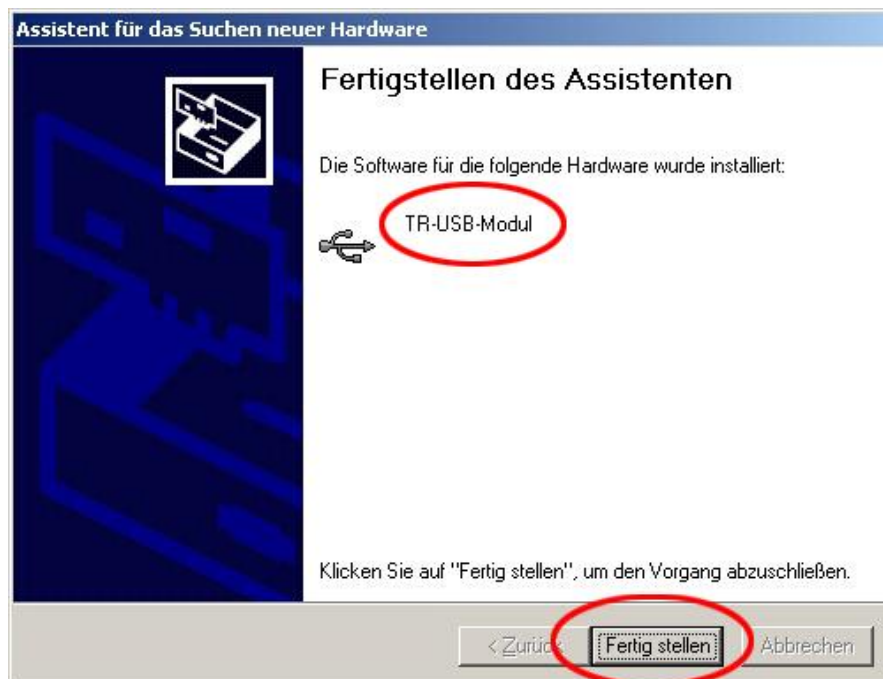 Assistent für das Suchen neuer Hardware
Fertigstellen des Assistenten
Die Software für die folgende Hardware wurde installiert:
TR-USB-Modul
Klicken Sie auf "Fertig stellen", um den Vorgang abzuschließen.
< Zurück Fertig stellen Abbrechen